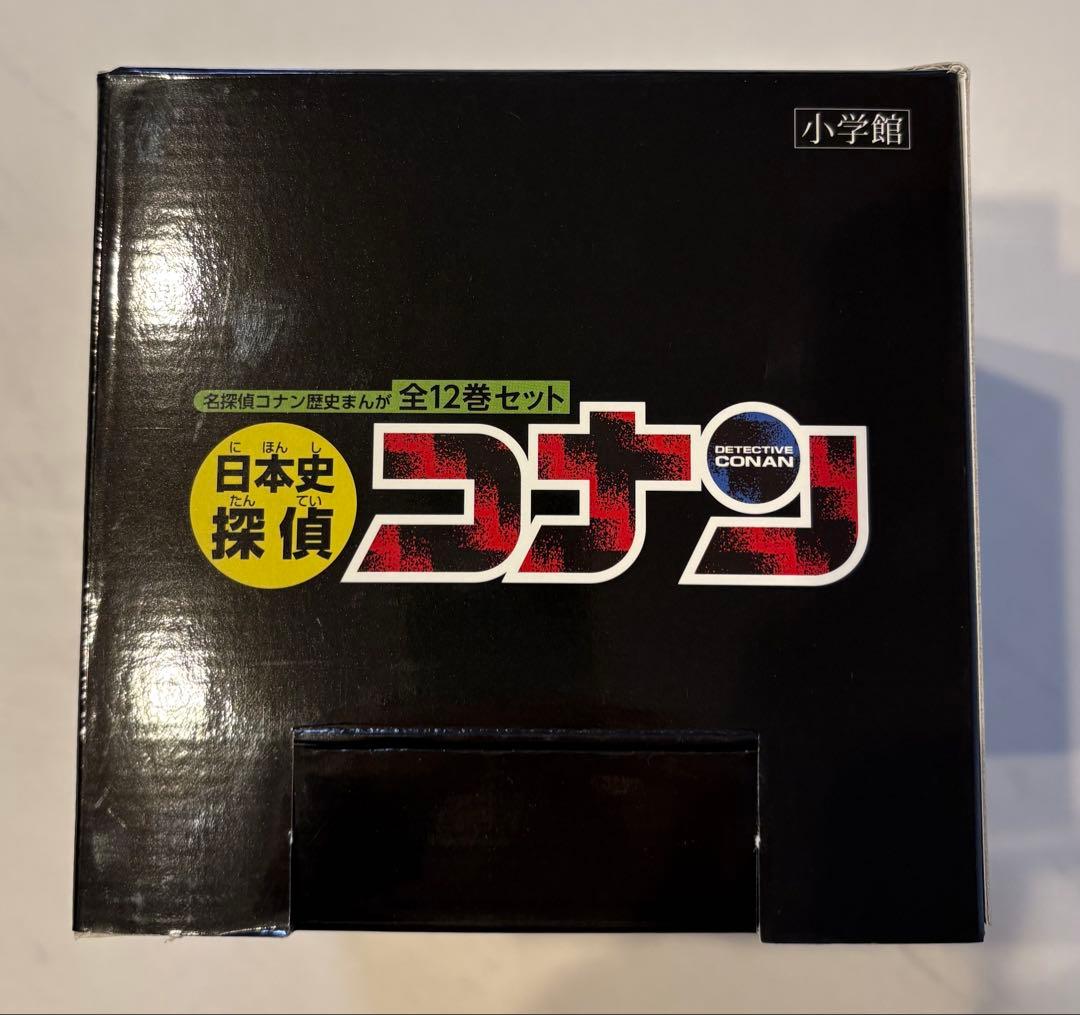 小学館
名探偵コナン歴史まんが 全12巻セット
に ほん し
日本史
たん てい
探偵
コナン
DETECTIVE
CONAN